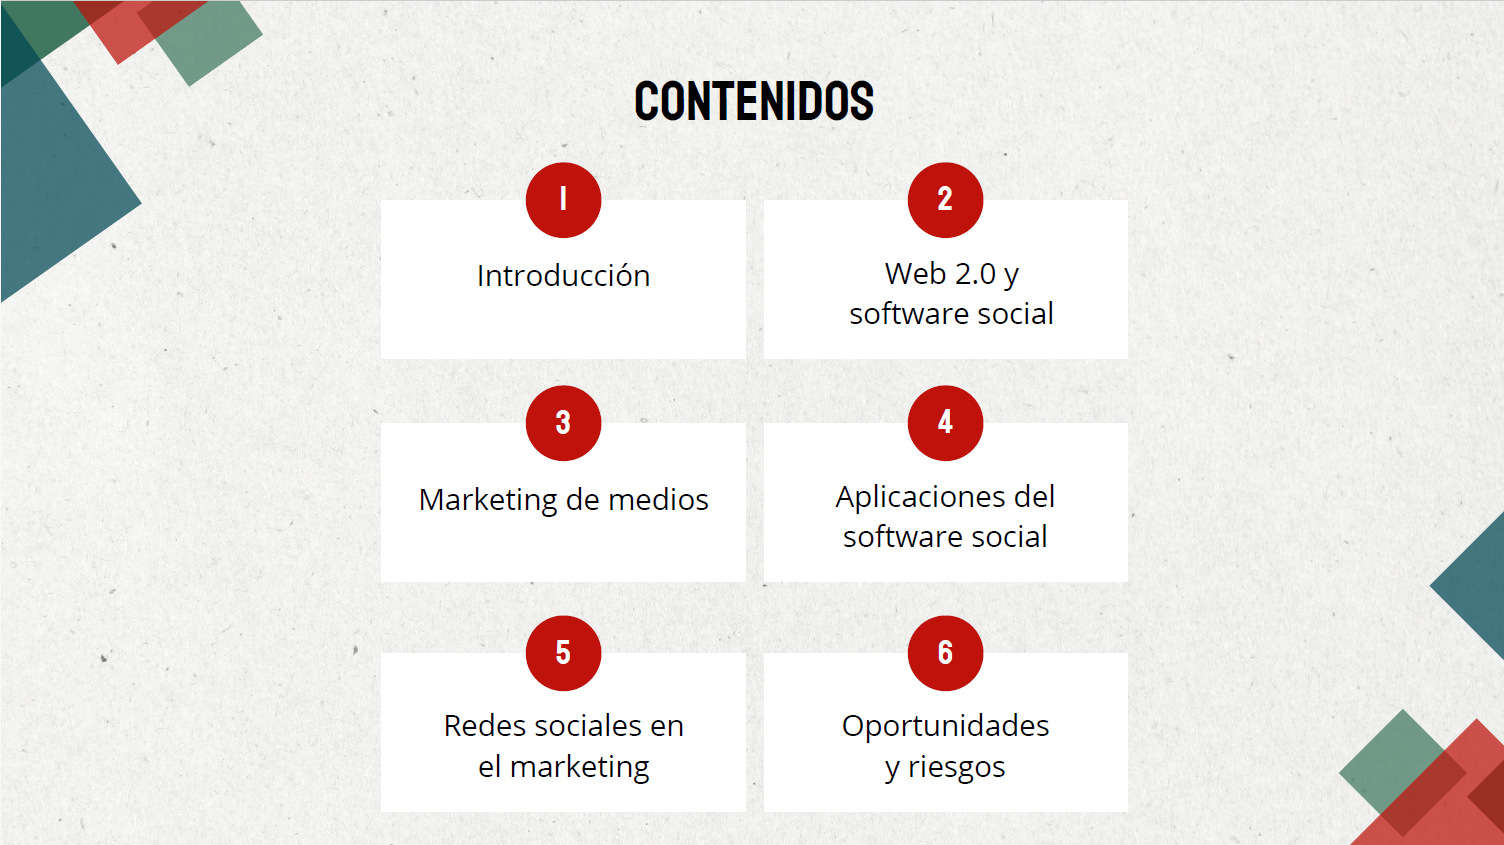 CONTENIDOS
1
Introducción
2
Web 2.0 y
software social
3
Marketing de medios
4
Aplicaciones del
software social
5
Redes sociales en
el marketing
6
Oportunidades
y riesgos